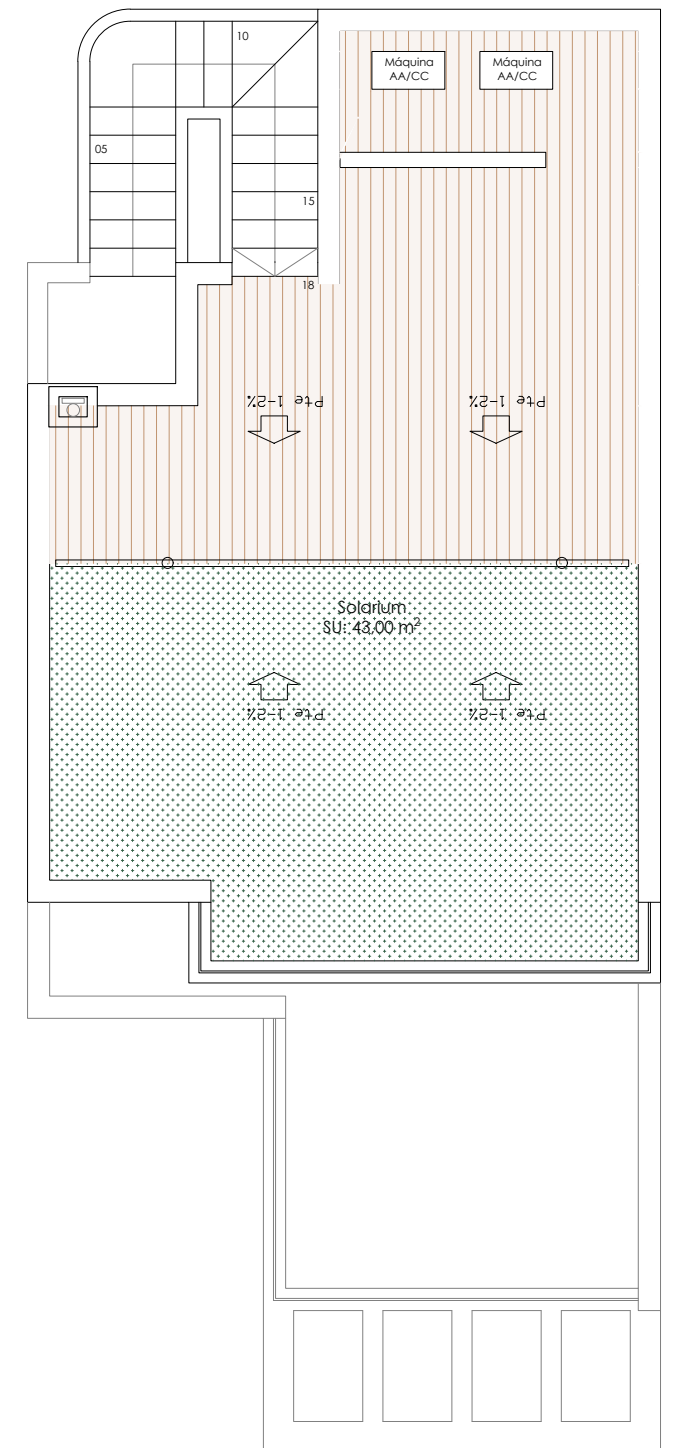 10
Máquina
AA/CC
Máquina
AA/CC
05
15
18
Pte 1-2%
Pte 1-2%
Solarium
SU: 43,00 m²
Pte 1-2%
Pte 1-2%